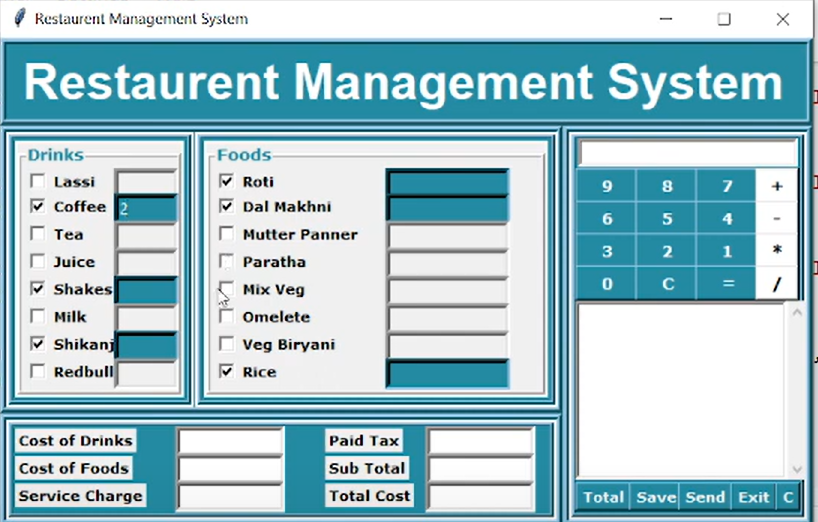 Restaurent Management System
Restaurent Management System
Drinks
Lassi
Coffee 2
Tea
Juice
Shakes
Milk
Shikanj
Redbull
Foods
Roti
Dal Makhni
Mutter Panner
Paratha
Mix Veg
Omelete
Veg Biryani
Rice
9 8 7 +
6 5 4 -
3 2 1 *
0 C = /
Cost of Drinks
Cost of Foods
Service Charge
Paid Tax
Sub Total
Total Cost
Total Save Send Exit C